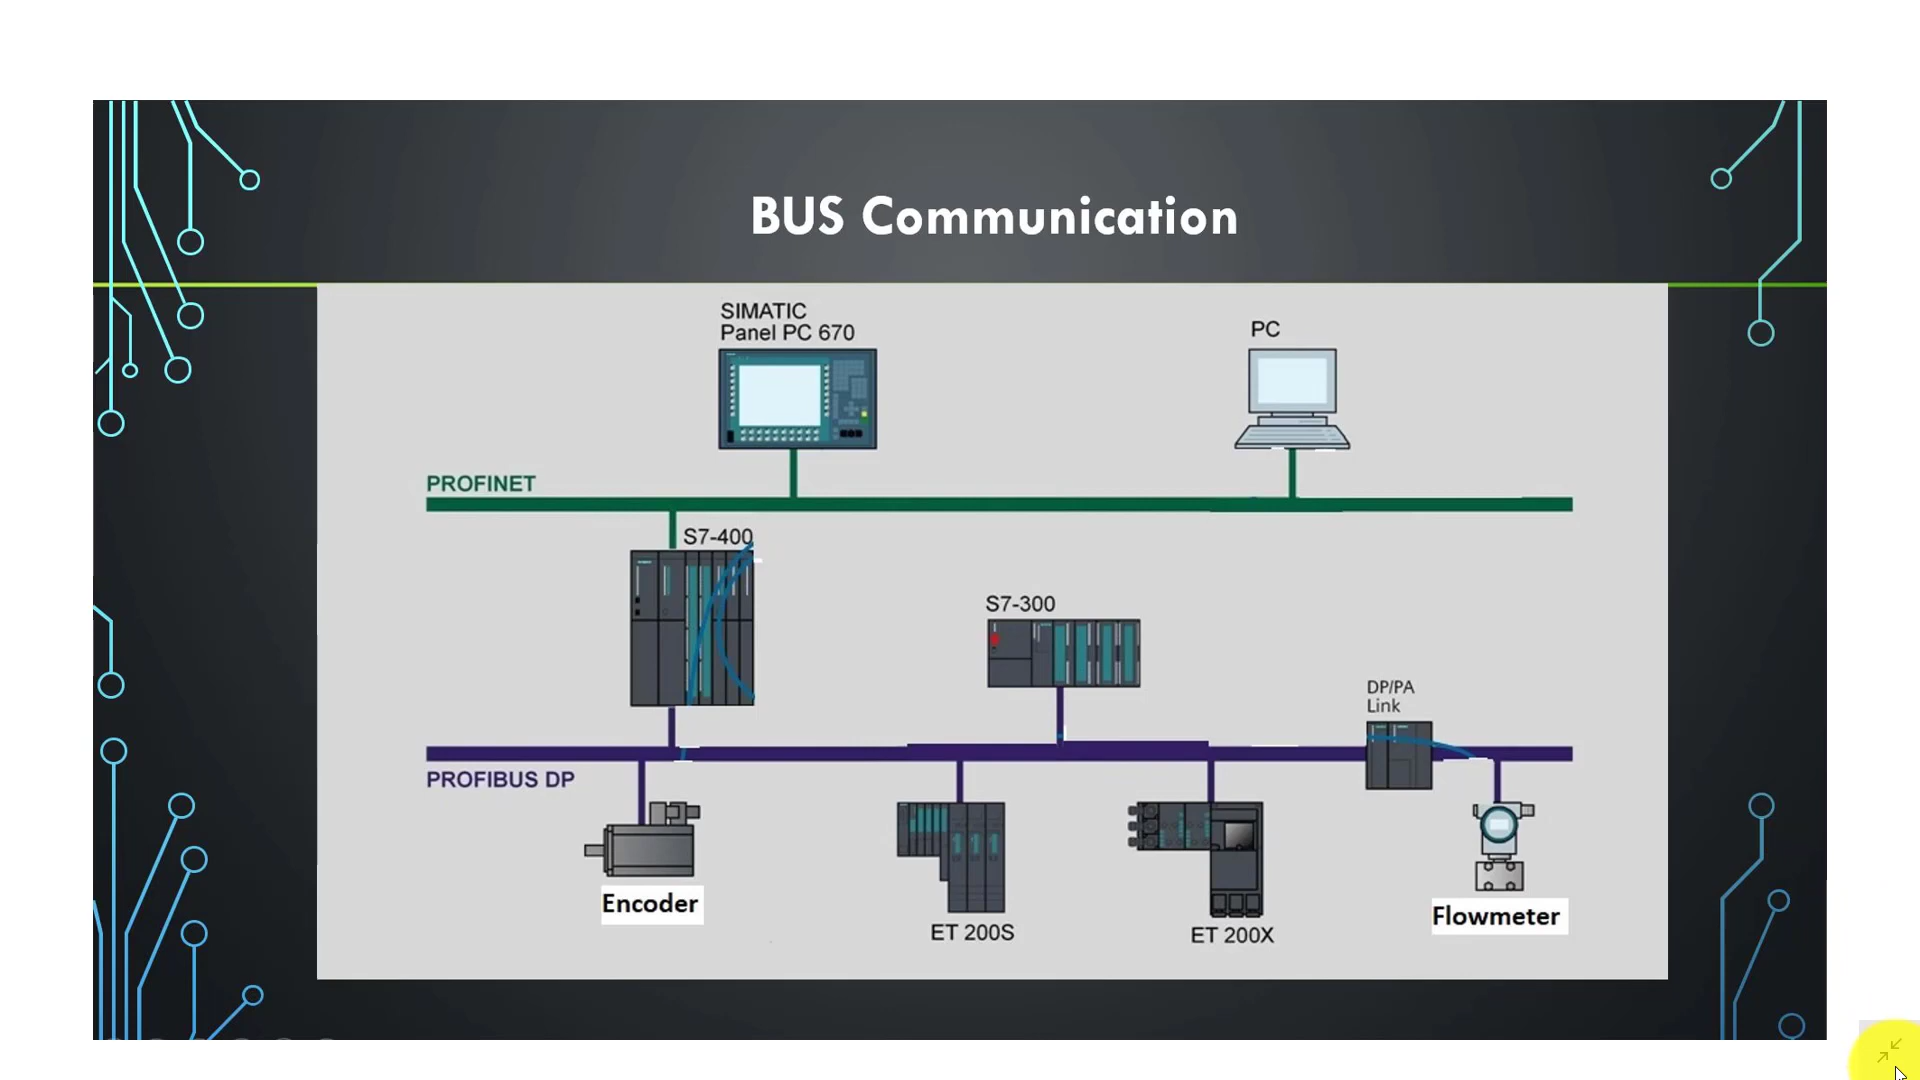 BUS Communication
SIMATIC
Panel PC 670
PC
PROFINET
S7-400
S7-300
DP/PA
Link
PROFIBUS DP
Encoder
ET 200S
ET 200X
Flowmeter